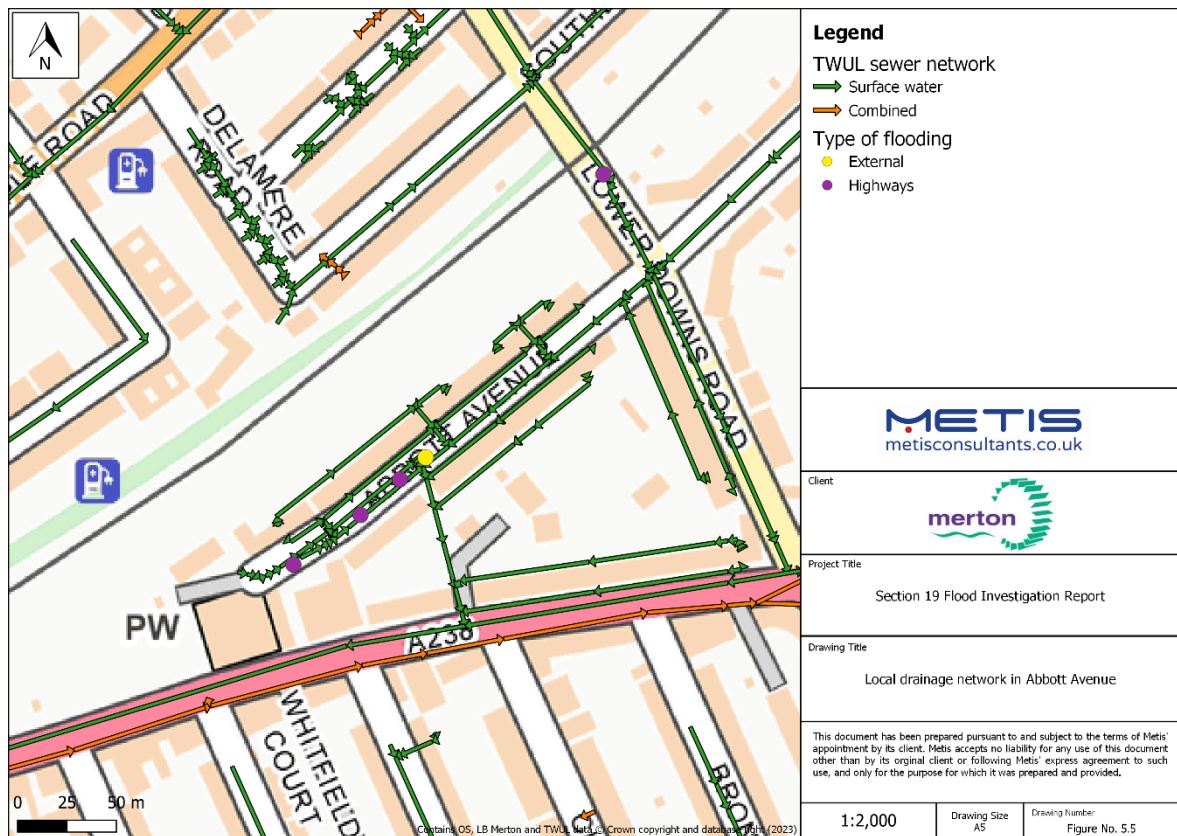 N
DELAMERE
ROAD
LOWER DOWNS ROAD
ABBOTT AVENUE
PW
A238
WHITFIELD
COURT
0 25 50 m
Contains OS, LB Merton and TWUL data © Crown copyright and database right (2023)
Legend
TWUL sewer network
Surface water
Combined
Type of flooding
External
Highways
METIS
metisconsultants.co.uk
Client
merton
Project Title
Section 19 Flood Investigation Report
Drawing Title
Local drainage network in Abbott Avenue
This document has been prepared pursuant to and subject to the terms of Metis'
appointment by its client. Metis accepts no liability for any use of this document
other than by its orginal client or following Metis' express agreement to such
use, and only for the purpose for which it was prepared and provided.
1:2,000
Drawing Size
A5
Drawing Number
Figure No. 5.5